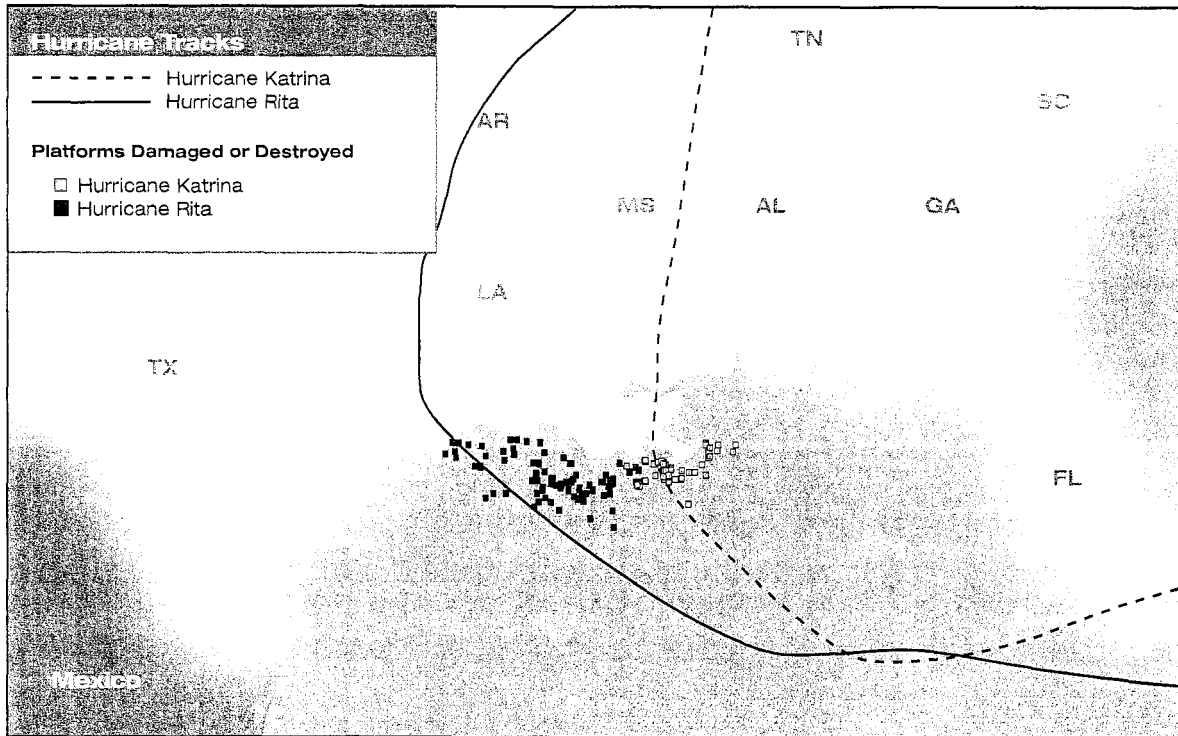 Hurricane Tracks
Hurricane Katrina
Hurricane Rita
Platforms Damaged or Destroyed
Hurricane Katrina
Hurricane Rita
TN
SC
AR
MS
AL
GA
LA
TX
FL
Mexico